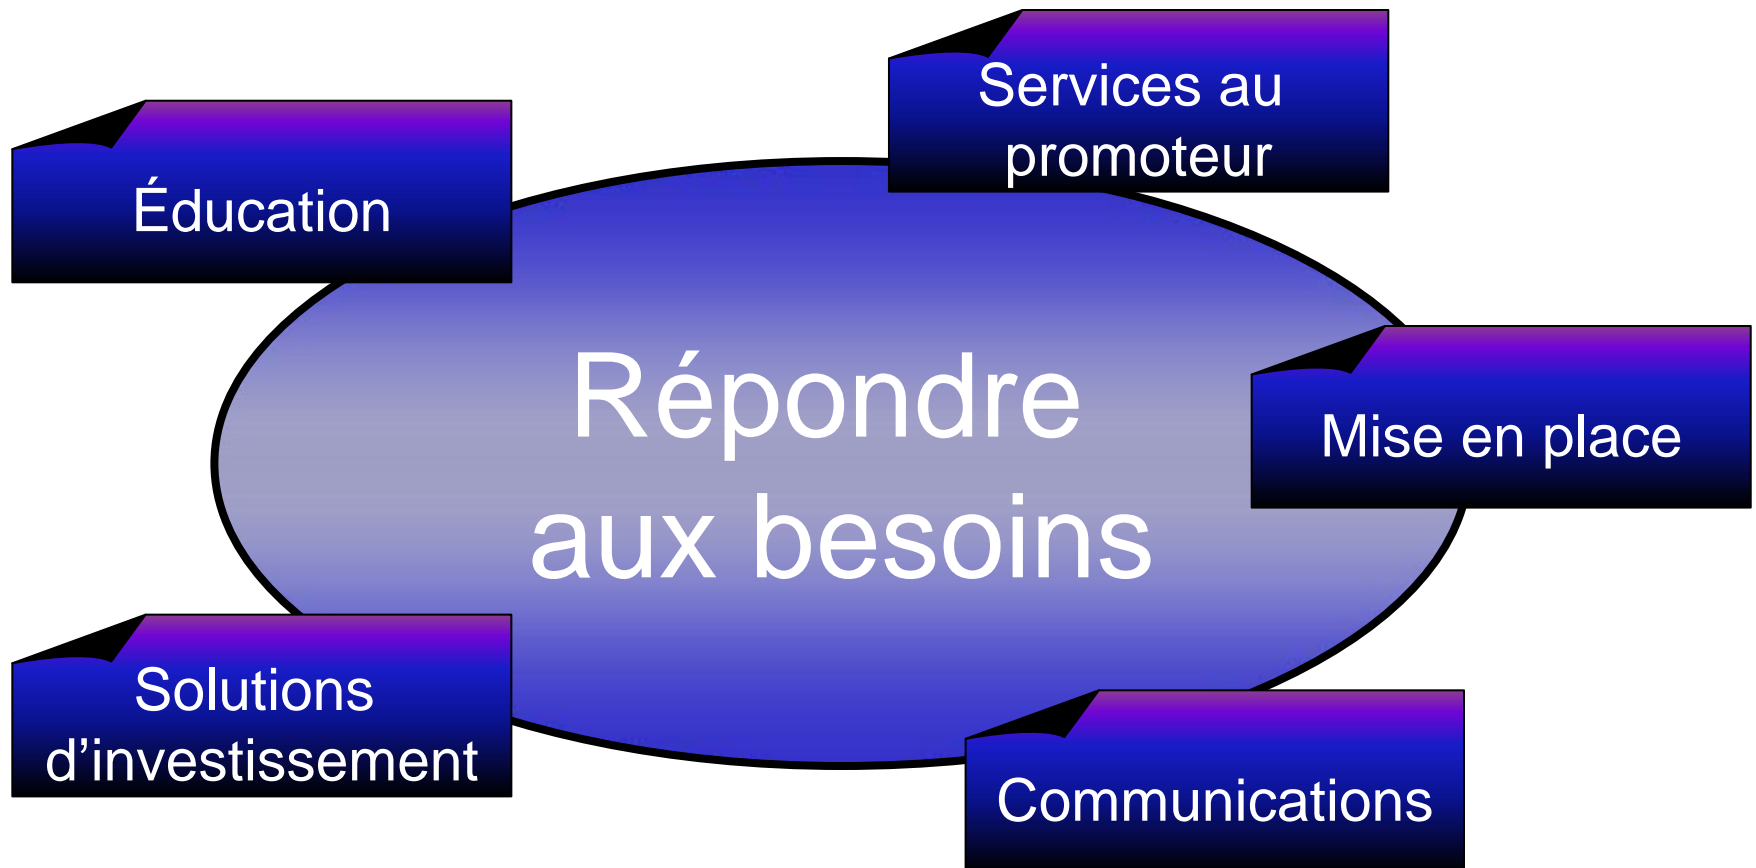 Services au
promoteur
Éducation
Répondre
aux besoins
Mise en place
Solutions
d’investissement
Communications